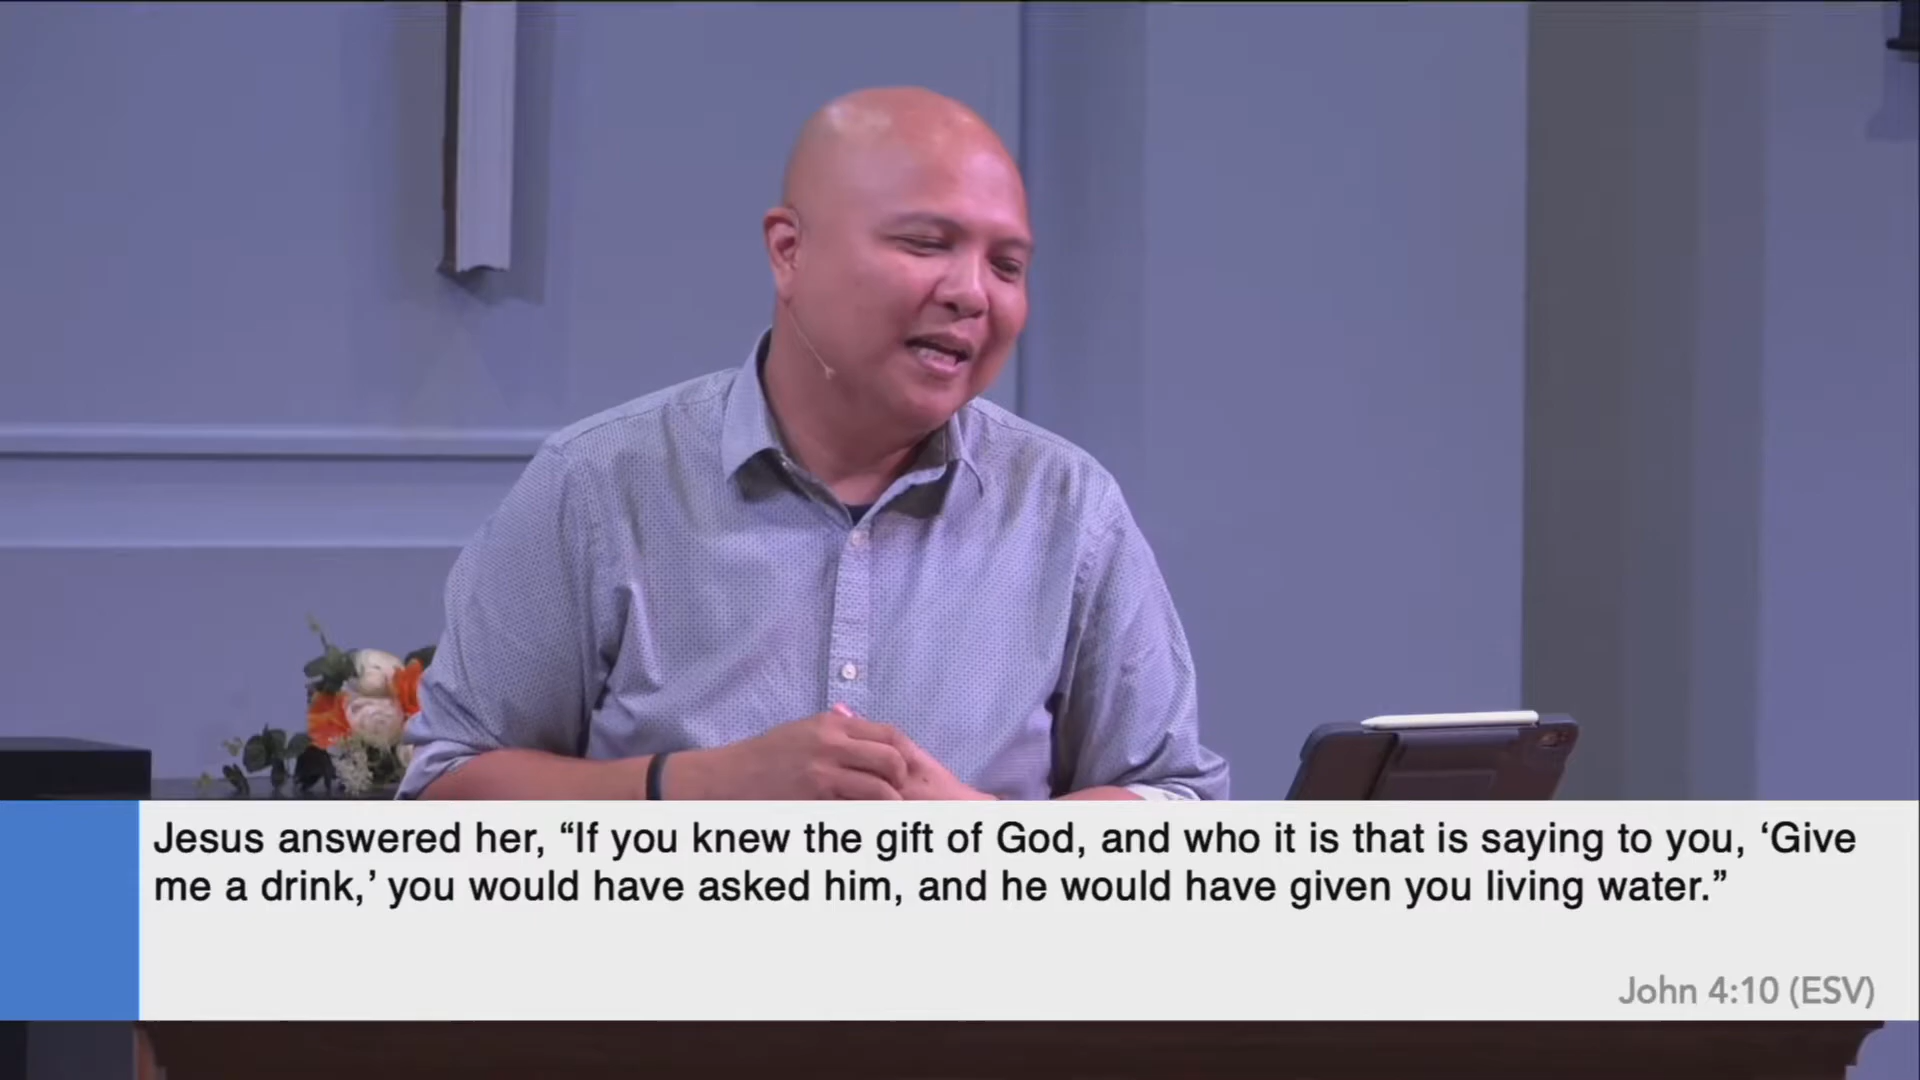 Jesus answered her, “If you knew the gift of God, and who it is that is saying to you, ‘Give
me a drink,’ you would have asked him, and he would have given you living water.”
John 4:10 (ESV)